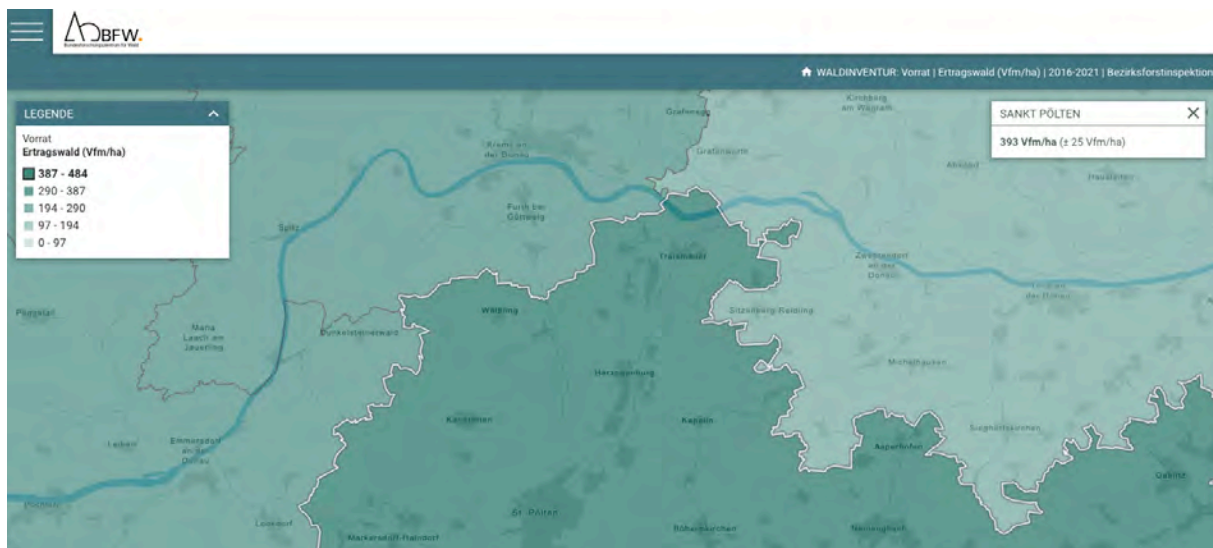 BFW.
Bundesforschungszentrum für Wald
WALDINVENTUR: Vorrat | Ertragswald (Vfm/ha) | 2016-2021 | Bezirksforstinspektion
LEGENDE
Vorrat
Ertragswald (Vfm/ha)
387 - 484
290 - 387
194 - 290
97 - 194
0 - 97
SANKT PÖLTEN
393 Vfm/ha (± 25 Vfm/ha)
Kirchberg
am Wagram
Grafenegg
Krems an
der Donau
Grafenwörth
Absdorf
Hausleiten
Furth bei
Göttweig
Spitz
Traismauer
Zwentendorf
an der
Donau
der Donau
Pöggstall
Maria
Laach am
Jauerling
Dunkelsteinerwald
Wölbling
Sitzenberg-Reidling
Michelhausen
Herzogenburg
Karlstetten
Kapelln
Leiben
Emmersdorf
an der
Donau
Sieghartskirchen
Asperhofen
Pöchlarn
Loosdorf
St. Pölten
Markersdorf-Haindorf
Böheimkirchen
Neulengbach